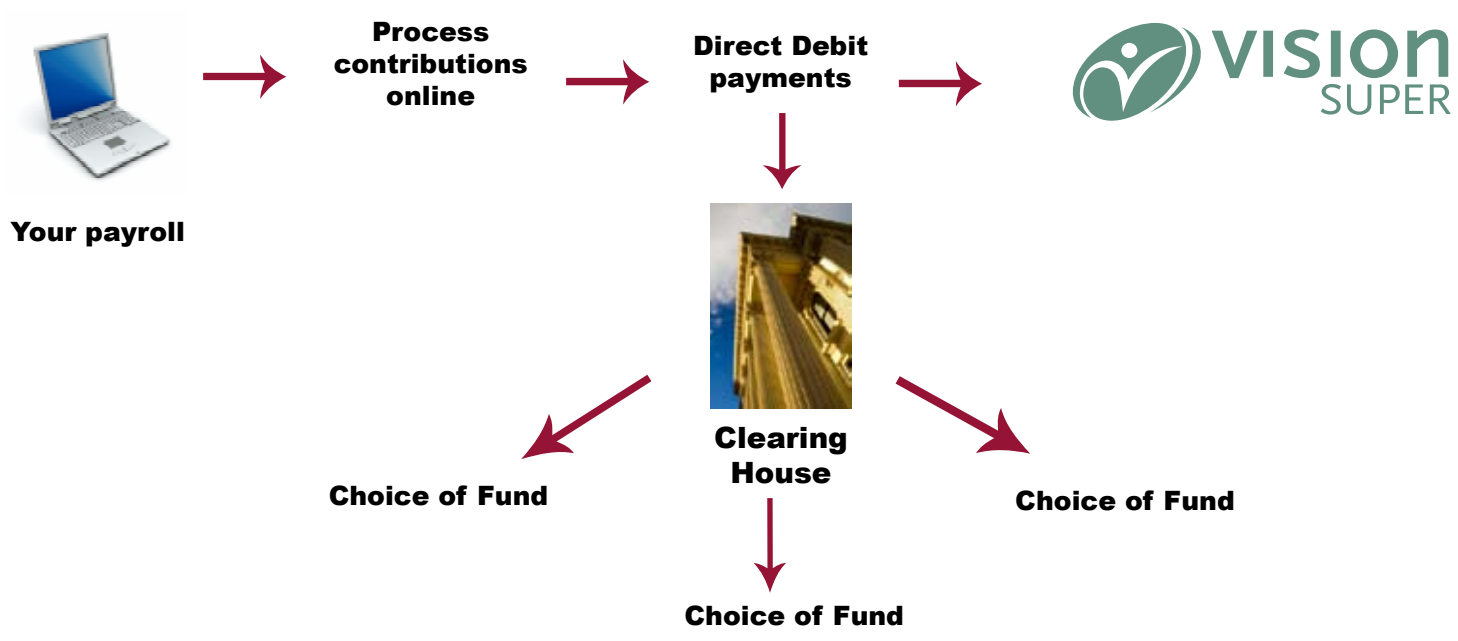 Process
contributions
online
Direct Debit
payments
VISION
SUPER
Your payroll
Clearing
House
Choice of Fund
Choice of Fund
Choice of Fund